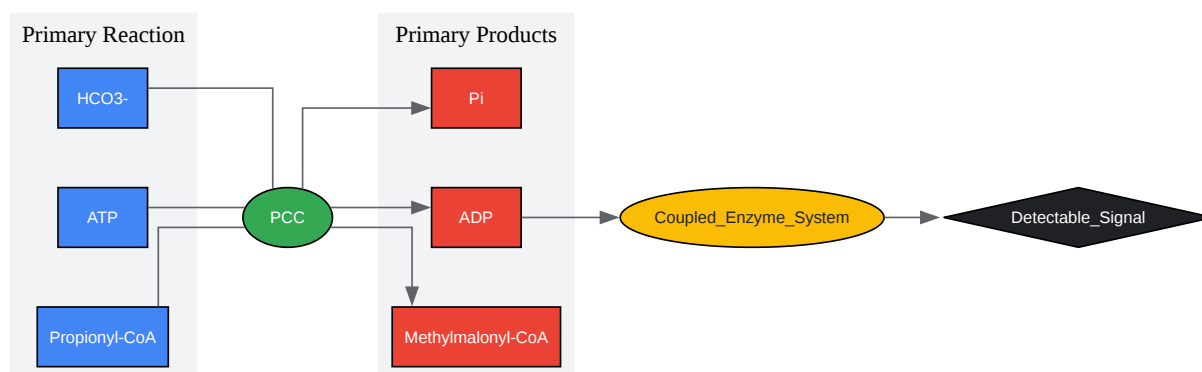 Primary Reaction
Primary Products
HCO3-
Pi
ATP
PCC
ADP
Coupled_Enzyme_System
Detectable_Signal
Propionyl-CoA
Methylmalonyl-CoA